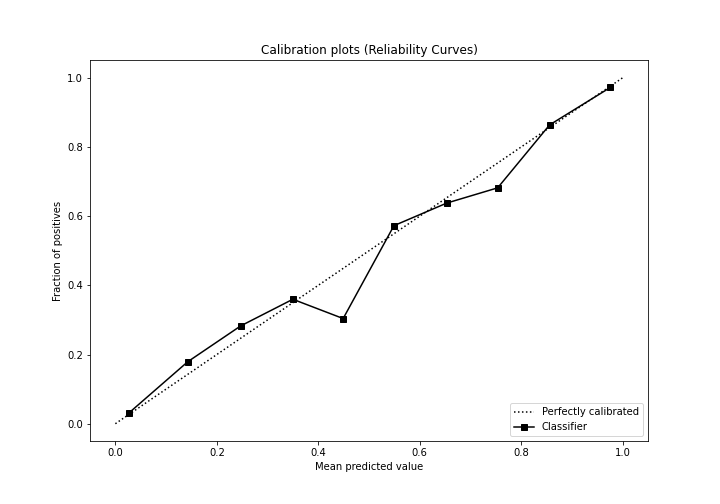 Calibration plots (Reliability Curves)
1.0
0.8
0.6
0.4
0.2
0.0
Fraction of positives
0.0 0.2 0.4 0.6 0.8 1.0
Mean predicted value
Perfectly calibrated
Classifier